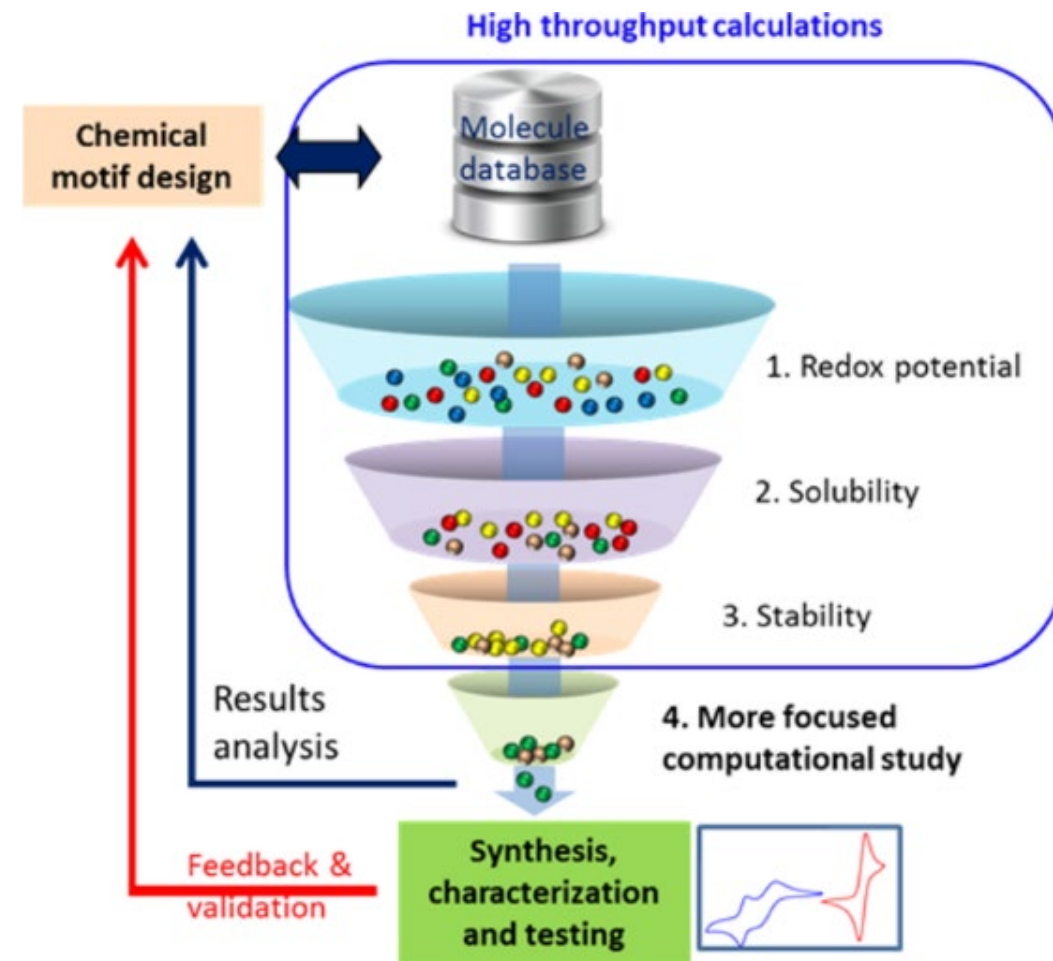 High throughput calculations
Chemical
motif design
Molecule
database
1. Redox potential
2. Solubility
3. Stability
4. More focused
computational study
Results
analysis
Feedback &
validation
Synthesis,
characterization
and testing